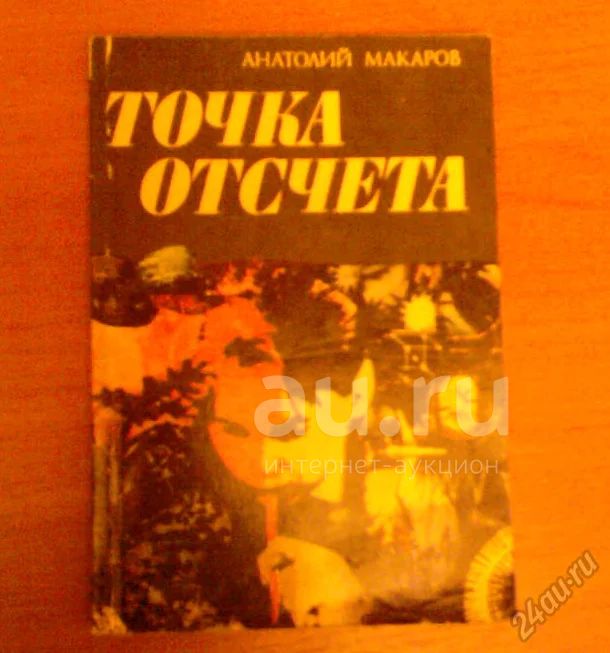 АНАТОЛИЙ МАКАРОВ
ТОЧКА
ОТСЧЕТА
au.ru
интернет-аукцион
24au.ru